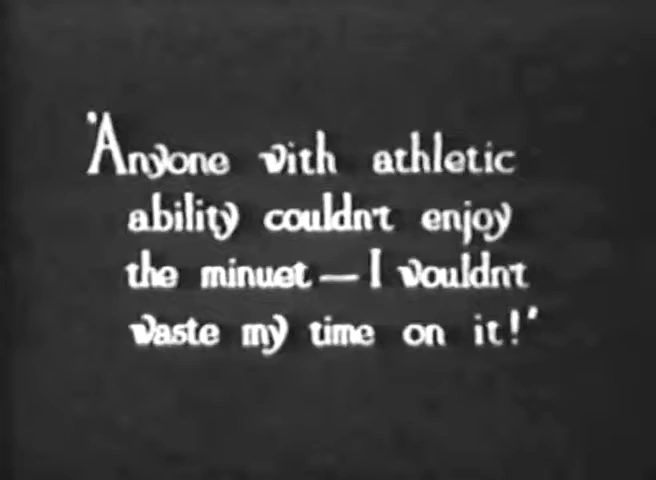 "Anyone with athletic
ability couldn't enjoy
the minuet — I wouldn't
waste my time on it!"